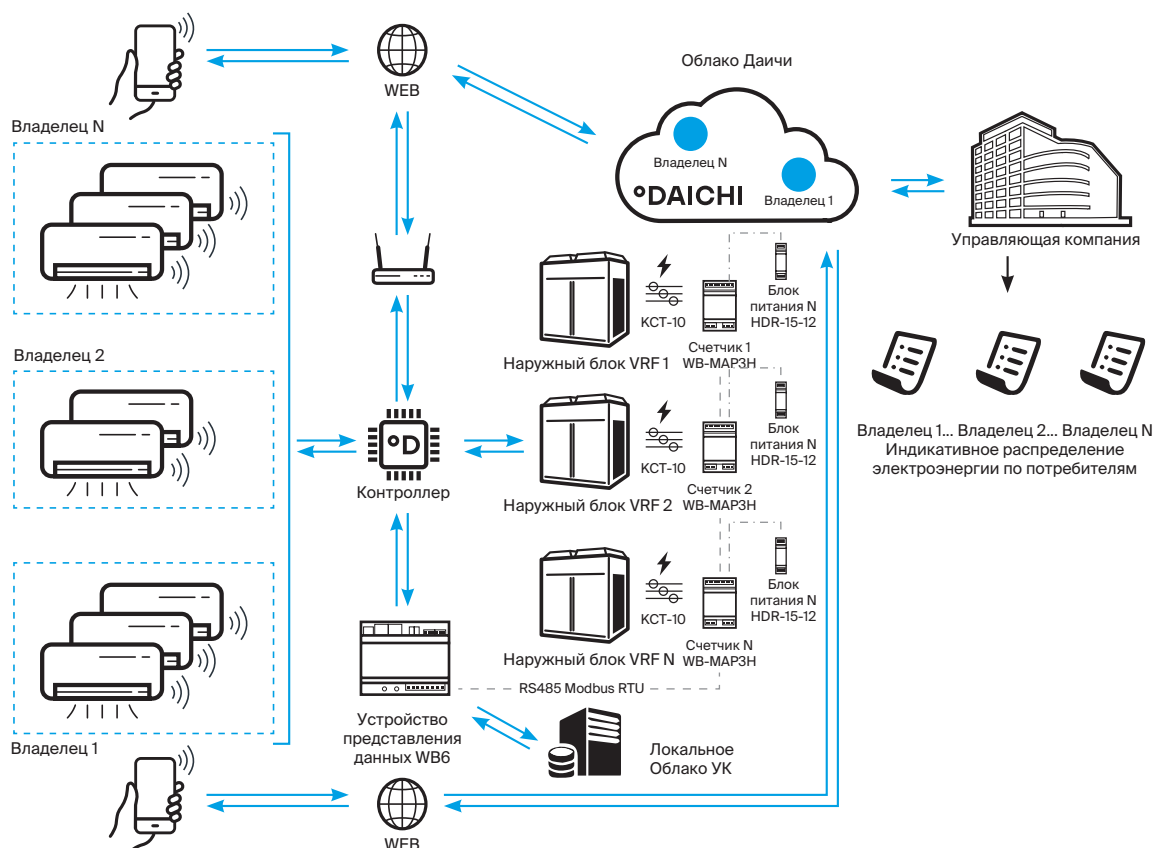 Облако Даичи
WEB
Владелец N
Владелец N
°DAICHI
Владелец 1
Управляющая компания
KCT-10
Блок
питания N
HDR-15-12
Счетчик 1
WB-MAP3H
Наружный блок VRF 1
Владелец 2
°D
Контроллер
KCT-10
Блок
питания N
HDR-15-12
Счетчик 2
WB-MAP3H
Наружный блок VRF 2
Владелец 1... Владелец 2... Владелец N
Индикативное распределение
электроэнергии по потребителям
KCT-10
Блок
питания N
HDR-15-12
Счетчик N
WB-MAP3H
Наружный блок VRF N
RS485 Modbus RTU
Устройство
представления
данных WB6
Локальное
Облако УК
Владелец 1
WEB